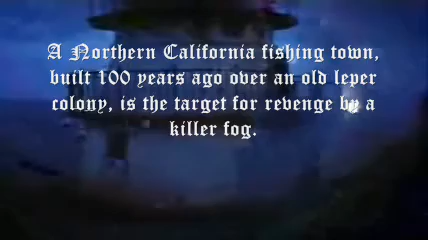 A Northern California fishing town,
built 100 years ago over an old leper
colony, is the target for revenge by a
killer fog.